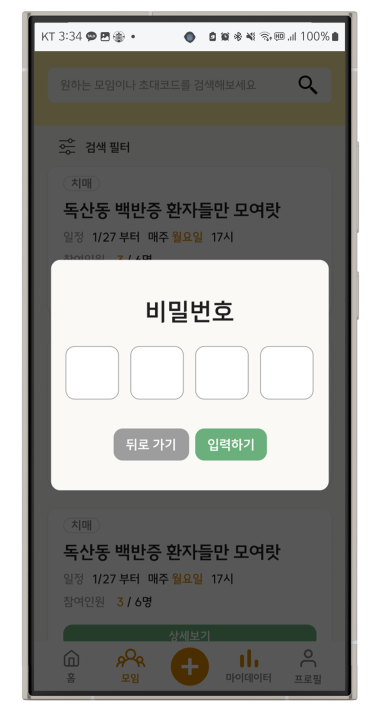 KT 3:34 100%
원하는 모임이나 초대코드를 검색해보세요
검색 필터
치매
독산동 백반증 환자들만 모여랏
일정 1/27 부터 매주 월요일 17시
참여인원 3 / 6명
비밀번호
뒤로 가기 입력하기
치매
독산동 백반증 환자들만 모여랏
일정 1/27 부터 매주 월요일 17시
참여인원 3 / 6명
상세보기
홈 모임 마이데이터 프로필